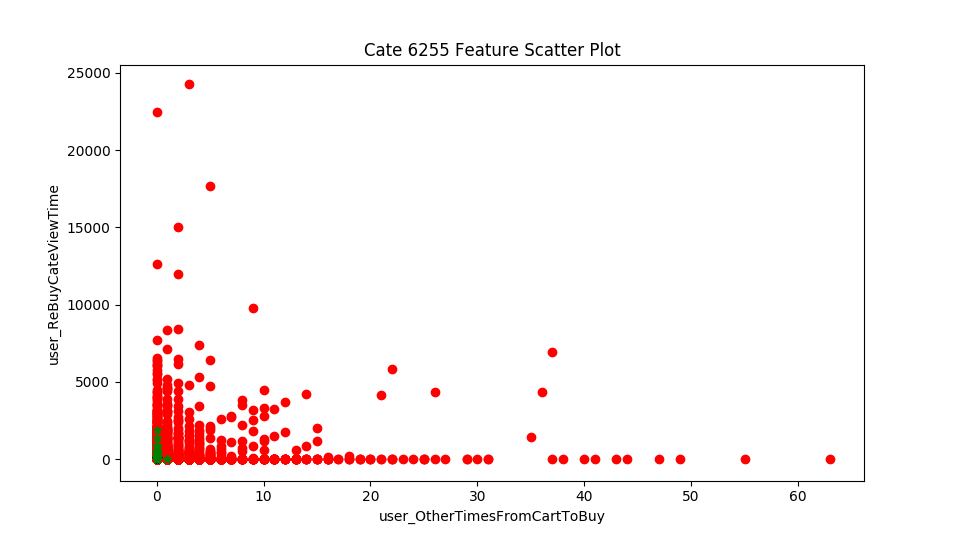 Cate 6255 Feature Scatter Plot
25000
20000
15000
10000
5000
0
user_ReBuyCateViewTime
0 10 20 30 40 50 60
user_OtherTimesFromCartToBuy